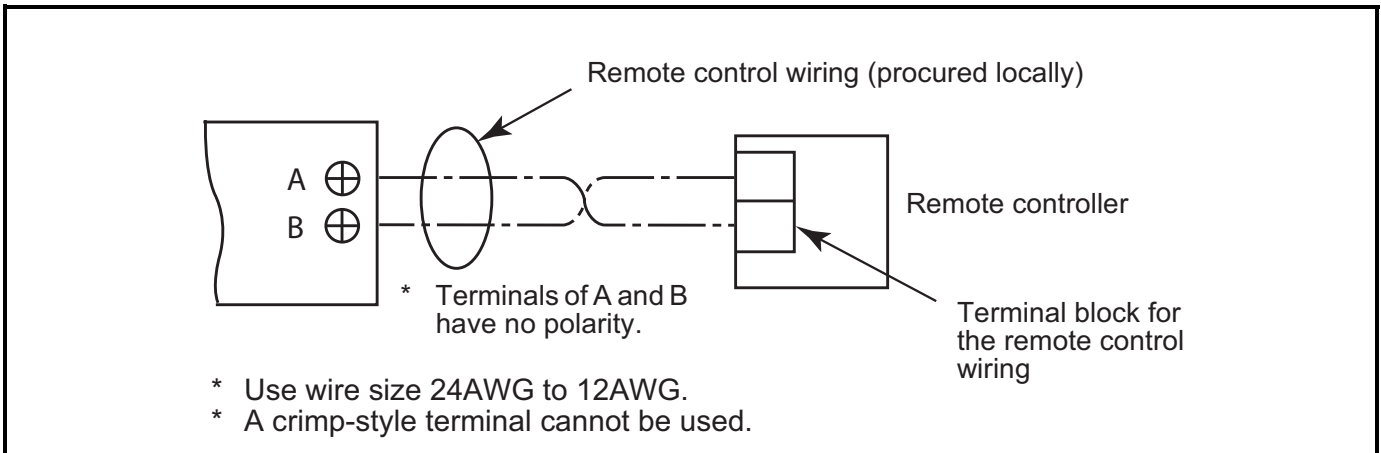 Remote control wiring (procured locally)
A
B
Remote controller
* Terminals of A and B
have no polarity.
Terminal block for
the remote control
wiring
* Use wire size 24AWG to 12AWG.
* A crimp-style terminal cannot be used.